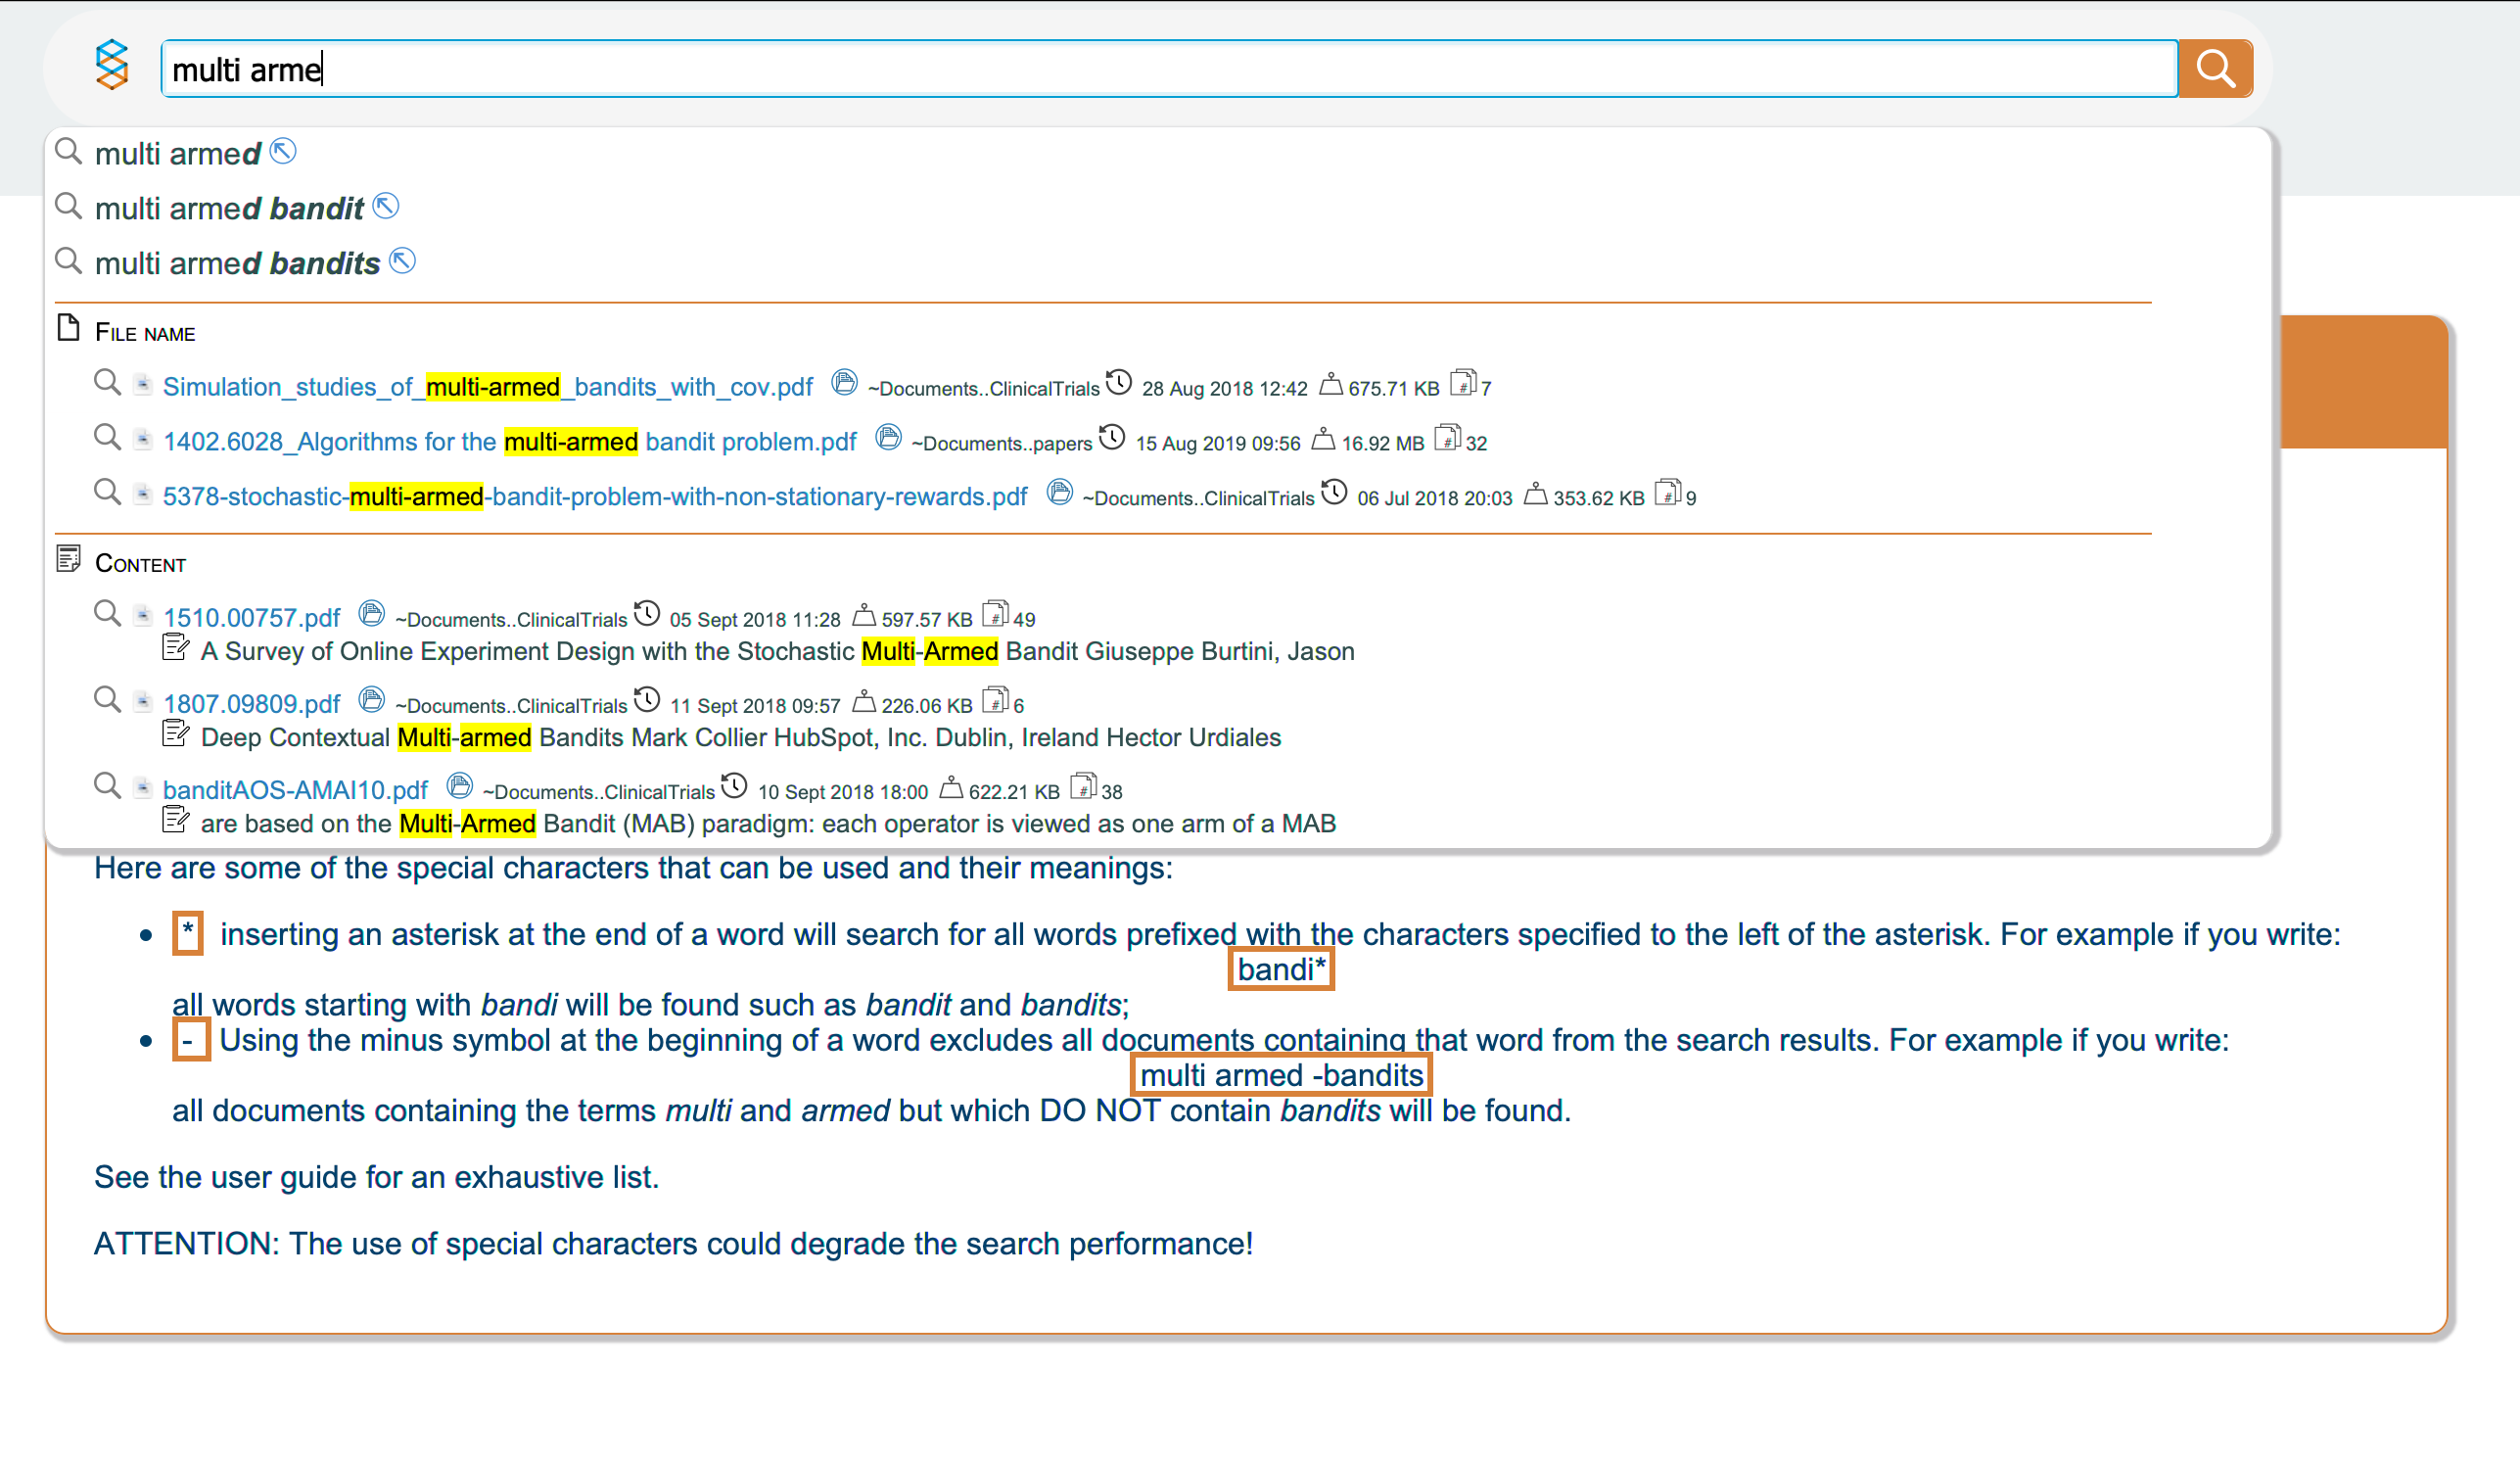 multi arme
multi armed
multi armed bandit
multi armed bandits
File name
Simulation_studies_of_multi-armed_bandits_with_cov.pdf ~Documents..ClinicalTrials 28 Aug 2018 12:42 675.71 KB # 7
1402.6028_Algorithms for the multi-armed bandit problem.pdf ~Documents..papers 15 Aug 2019 09:56 16.92 MB # 32
5378-stochastic-multi-armed-bandit-problem-with-non-stationary-rewards.pdf ~Documents..ClinicalTrials 06 Jul 2018 20:03 353.62 KB # 9
Content
1510.00757.pdf ~Documents..ClinicalTrials 05 Sept 2018 11:28 597.57 KB # 49
A Survey of Online Experiment Design with the Stochastic Multi-Armed Bandit Giuseppe Burtini, Jason
1807.09809.pdf ~Documents..ClinicalTrials 11 Sept 2018 09:57 226.06 KB # 6
Deep Contextual Multi-armed Bandits Mark Collier HubSpot, Inc. Dublin, Ireland Hector Urdiales
banditAOS-AMAI10.pdf ~Documents..ClinicalTrials 10 Sept 2018 18:00 622.21 KB # 38
are based on the Multi-Armed Bandit (MAB) paradigm: each operator is viewed as one arm of a MAB
Here are some of the special characters that can be used and their meanings:
• * inserting an asterisk at the end of a word will search for all words prefixed with the characters specified to the left of the asterisk. For example if you write:
bandi*
all words starting with bandi will be found such as bandit and bandits;
• - Using the minus symbol at the beginning of a word excludes all documents containing that word from the search results. For example if you write:
multi armed -bandits
all documents containing the terms multi and armed but which DO NOT contain bandits will be found.
See the user guide for an exhaustive list.
ATTENTION: The use of special characters could degrade the search performance!